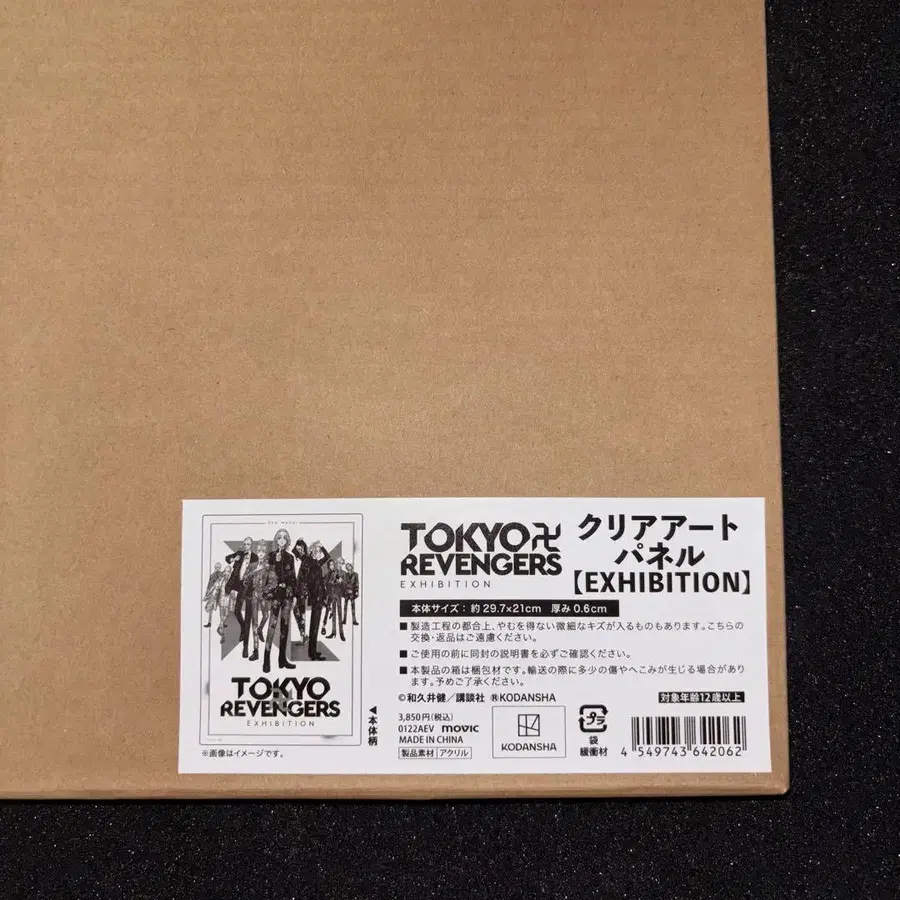 TOKYO卍
REVENGERS
EXHIBITION
クリアアート
パネル
【EXHIBITION】
本体サイズ：約29.7×21cm 厚み0.6cm
■製造工程の都合上、やむを得ない微細なキズが入るものもあります。こちらの
交換・返品はご遠慮ください。
■ご使用の前に同封の説明書を必ずご確認ください。
■本製品の箱は梱包材です。輸送の際に多少の傷やへこみが生じる場合があり
ます。予めご了承ください。
©和久井健／講談社 ⓇKODANSHA
対象年齢12歳以上
3,850円（税込）
0122AEV movic
MADE IN CHINA
製品素材 アクリル
KODANSHA
プラ
袋
緩衝材
4 549743 642062
TOKYO
REVENGERS
EXHIBITION
▲本体柄
※画像はイメージです。